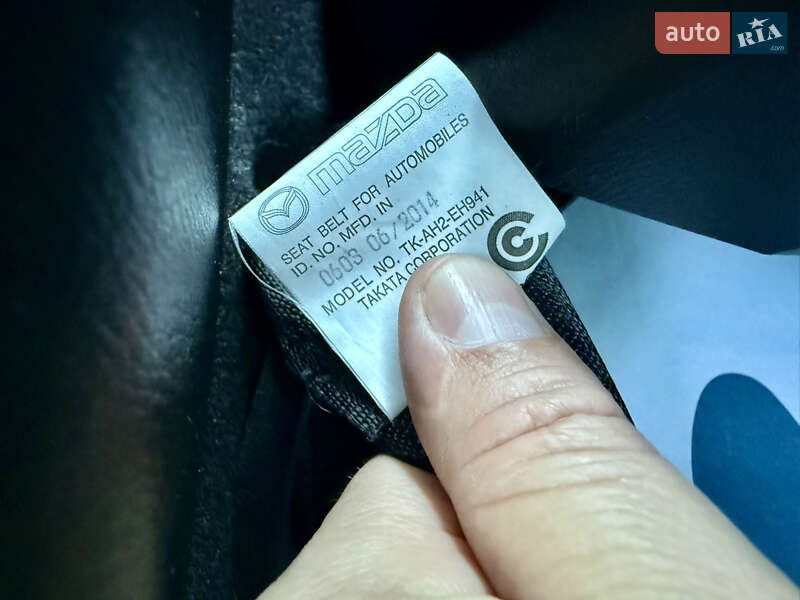 auto RIA
.com
mazda
SEAT BELT FOR AUTOMOBILES
ID. NO. MFD. IN
0603 06/2014
MODEL NO. TK-AH2-EH941
TAKATA CORPORATION